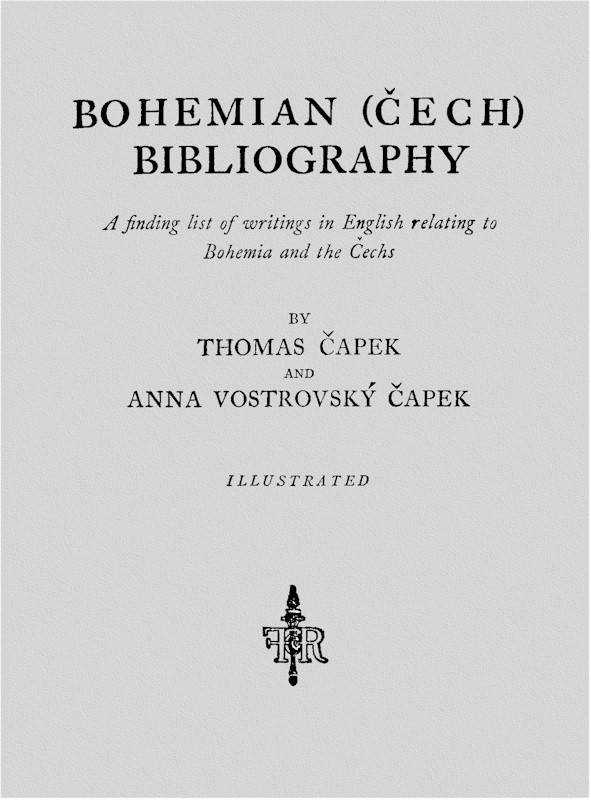 BOHEMIAN (ČECH)
BIBLIOGRAPHY
A finding list of writings in English relating to
Bohemia and the Čechs
BY
THOMAS ČAPEK
AND
ANNA VOSTROVSKÝ ČAPEK
ILLUSTRATED